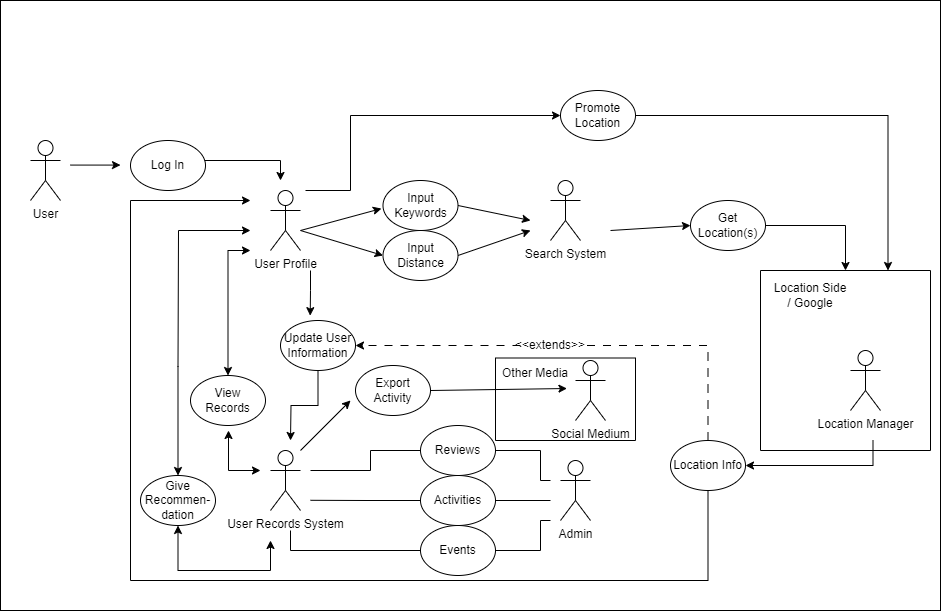 Promote
Location
Log In
User
Input
Keywords
Get
Location(s)
Input
Distance
Search System
User Profile
Location Side
/ Google
Update User
Information
<<extends>>
Other Media
Export
Activity
View
Records
Social Medium
Location Manager
Reviews
Location Info
Give
Recommen-
dation
Activities
User Records System
Admin
Events